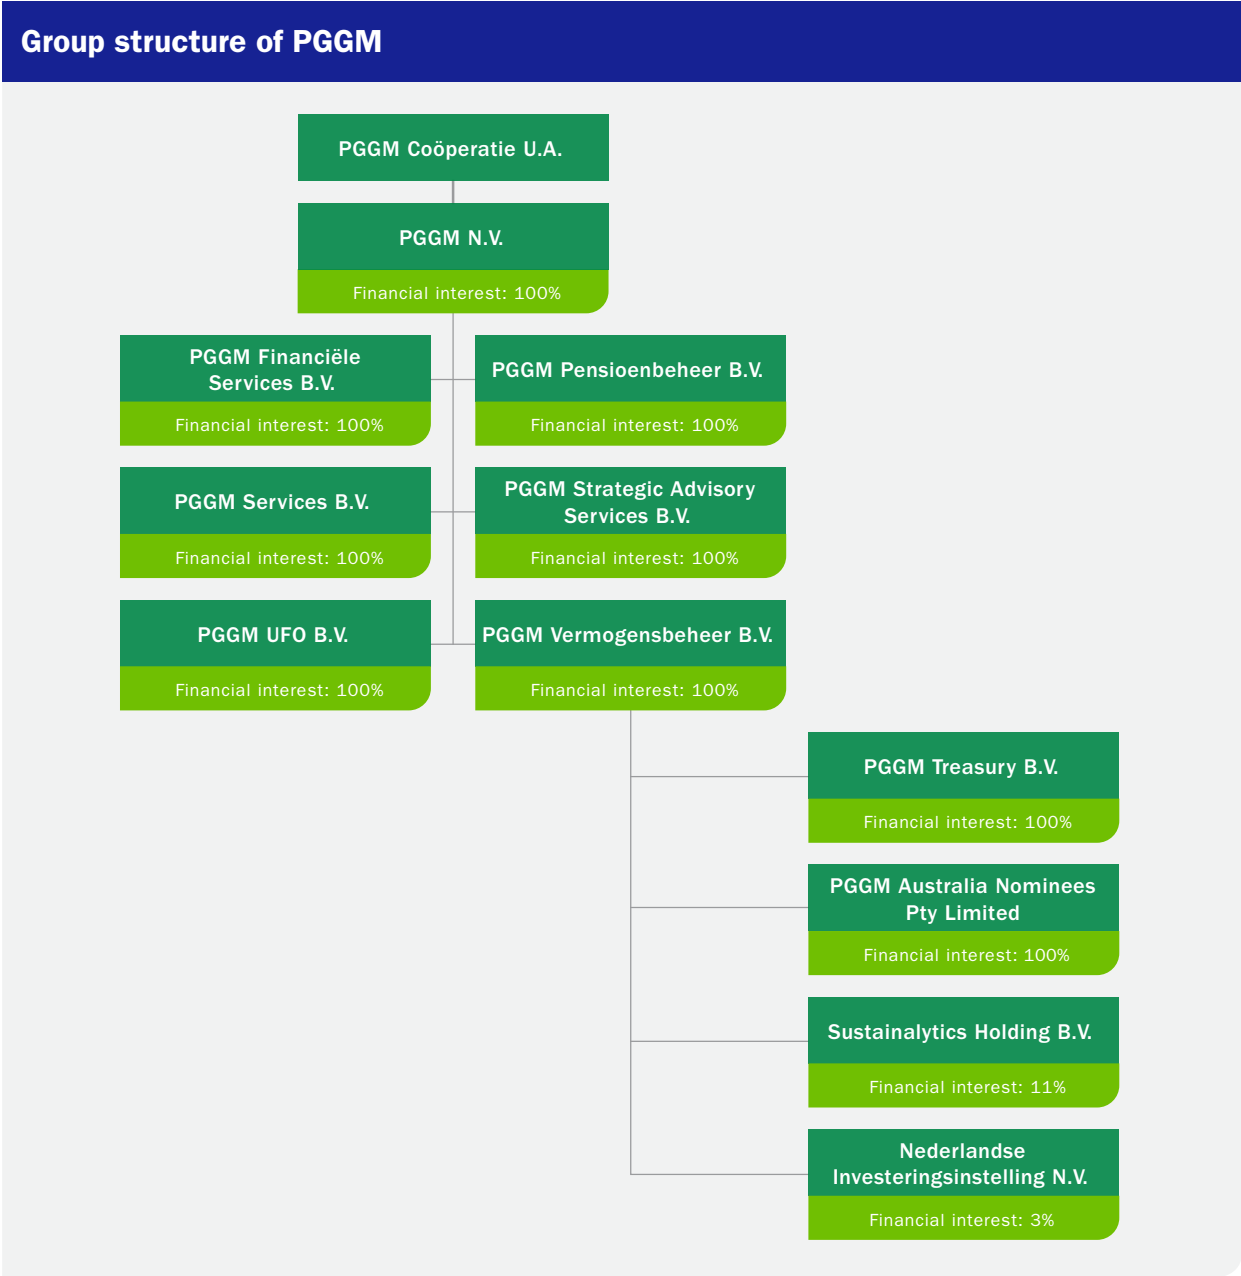 Group structure of PGGM
PGGM Coöperatie U.A.
PGGM N.V.
Financial interest: 100%
PGGM Financiële
Services B.V.
Financial interest: 100%
PGGM Pensioenbeheer B.V.
Financial interest: 100%
PGGM Services B.V.
Financial interest: 100%
PGGM Strategic Advisory
Services B.V.
Financial interest: 100%
PGGM UFO B.V.
Financial interest: 100%
PGGM Vermogensbeheer B.V.
Financial interest: 100%
PGGM Treasury B.V.
Financial interest: 100%
PGGM Australia Nominees
Pty Limited
Financial interest: 100%
Sustainalytics Holding B.V.
Financial interest: 11%
Nederlandse
Investeringsinstelling N.V.
Financial interest: 3%